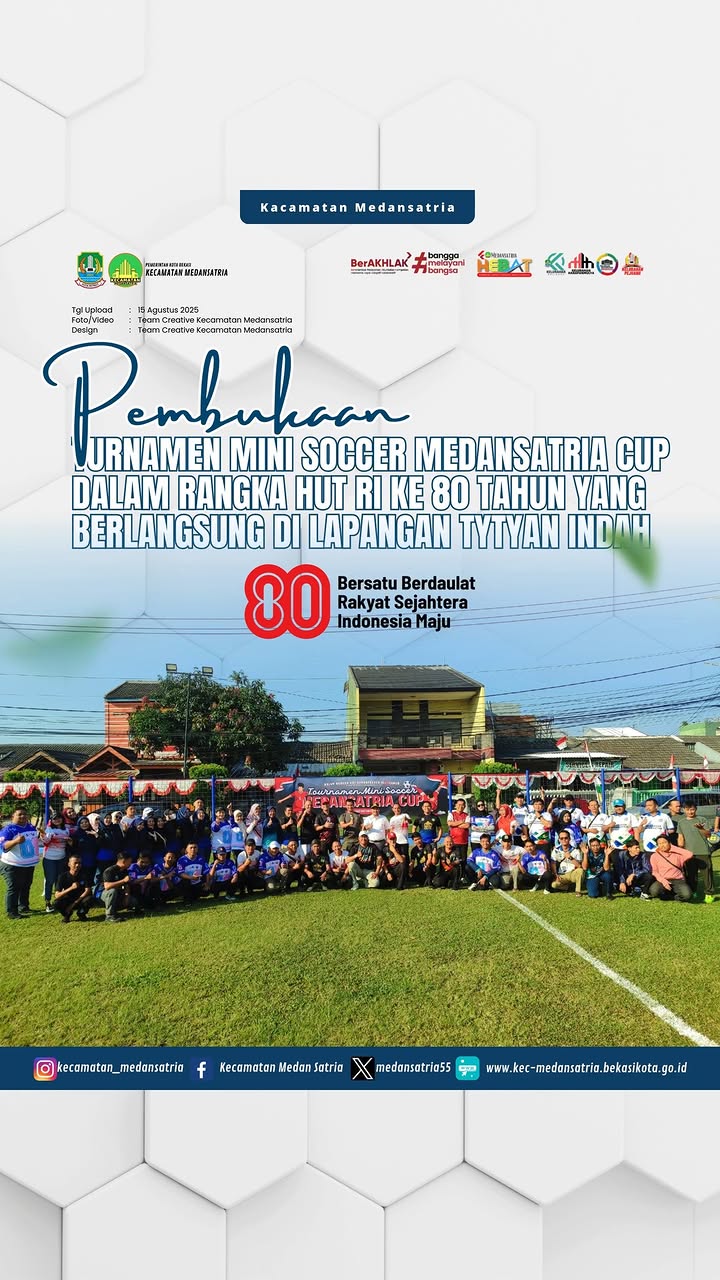 Kacamatan Medansatria
PEMERINTAH KOTA BEKASI
KECAMATAN MEDANSATRIA
BerAKHLAK
#bangga
melayani
bangsa
MEDANSATRIA
HEBAT
Tgl Upload : 15 Agustus 2025
Foto/Video : Team Creative Kecamatan Medansatria
Design : Team Creative Kecamatan Medansatria
Pembukaan
TURNAMEN MINI SOCCER MEDANSATRIA CUP
DALAM RANGKA HUT RI KE 80 TAHUN YANG
BERLANGSUNG DI LAPANGAN TYTYAN INDAH
80
Bersatu Berdaulat
Rakyat Sejahtera
Indonesia Maju
Tournamen Mini Soccer
MEDANSATRIA CUP
kecamatan_medansatria
Kecamatan Medan Satria
medansatria55
www.kec-medansatria.bekasikota.go.id